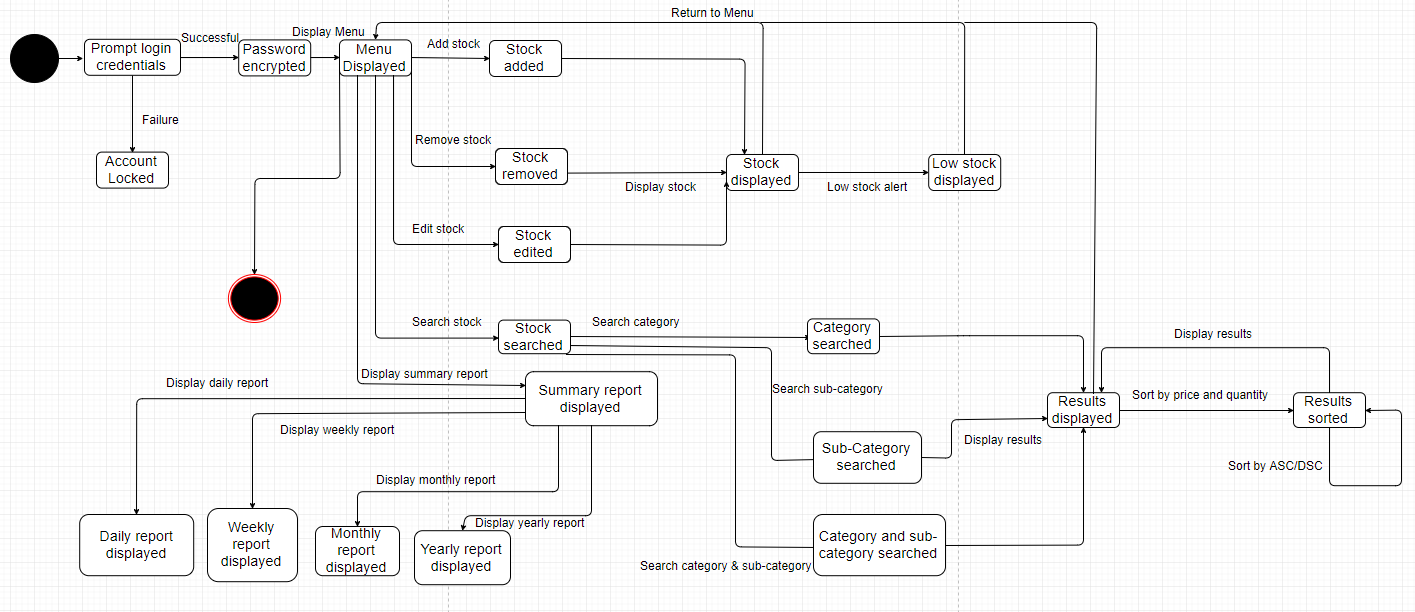 Return to Menu
Successful
Display Menu
Add stock
Prompt login
credentials
Password
encrypted
Menu
Displayed
Stock
added
Failure
Remove stock
Account
Locked
Stock
removed
Display stock
Stock
displayed
Low stock alert
Low stock
displayed
Edit stock
Stock
edited
Search stock
Stock
searched
Search category
Category
searched
Display results
Display daily report
Display summary report
Summary report
displayed
Search sub-category
Results
displayed
Sort by price and quantity
Results
sorted
Display weekly report
Sub-Category
searched
Display results
Sort by ASC/DSC
Display monthly report
Display yearly report
Daily report
displayed
Weekly
report
displayed
Monthly
report
displayed
Yearly report
displayed
Category and sub-
category searched
Search category & sub-category